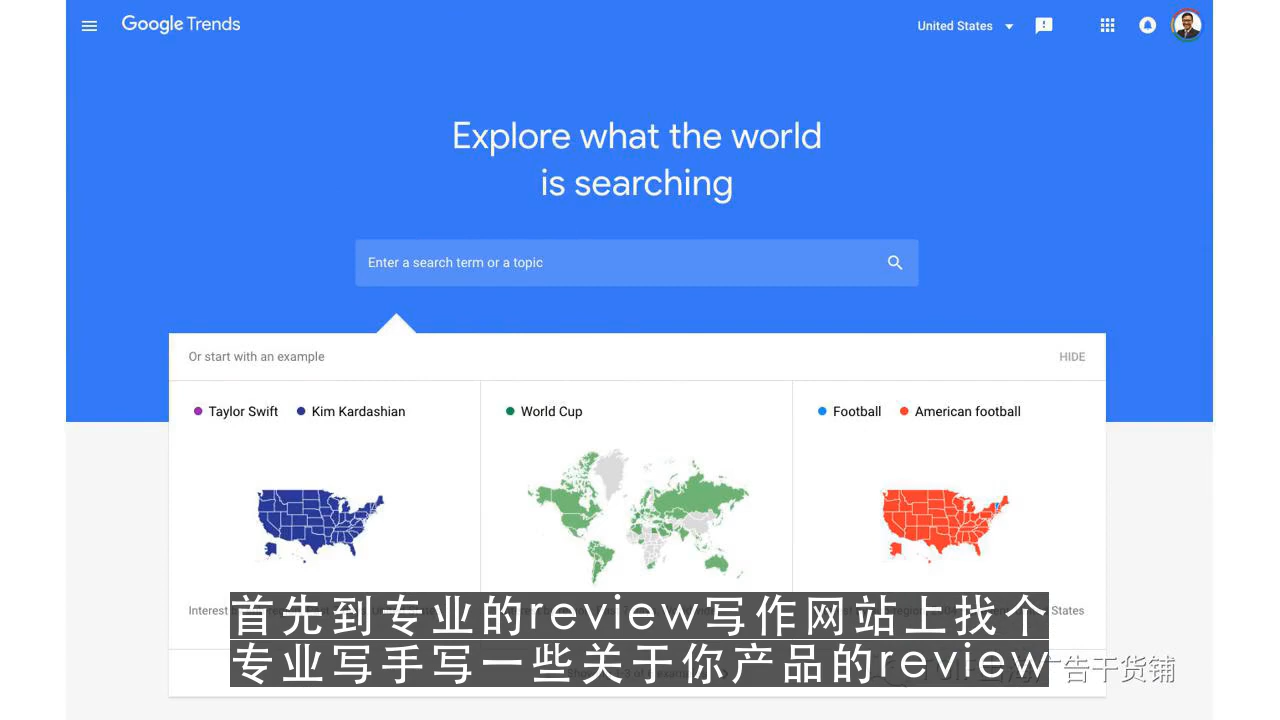 Google Trends
United States
Explore what the world
is searching
Enter a search term or a topic
Or start with an example
HIDE
Taylor Swift
Kim Kardashian
World Cup
Football
American football
Interest
States
首先到专业的review写作网站上找个
专业写手写一些关于你产品的review
广告干货铺